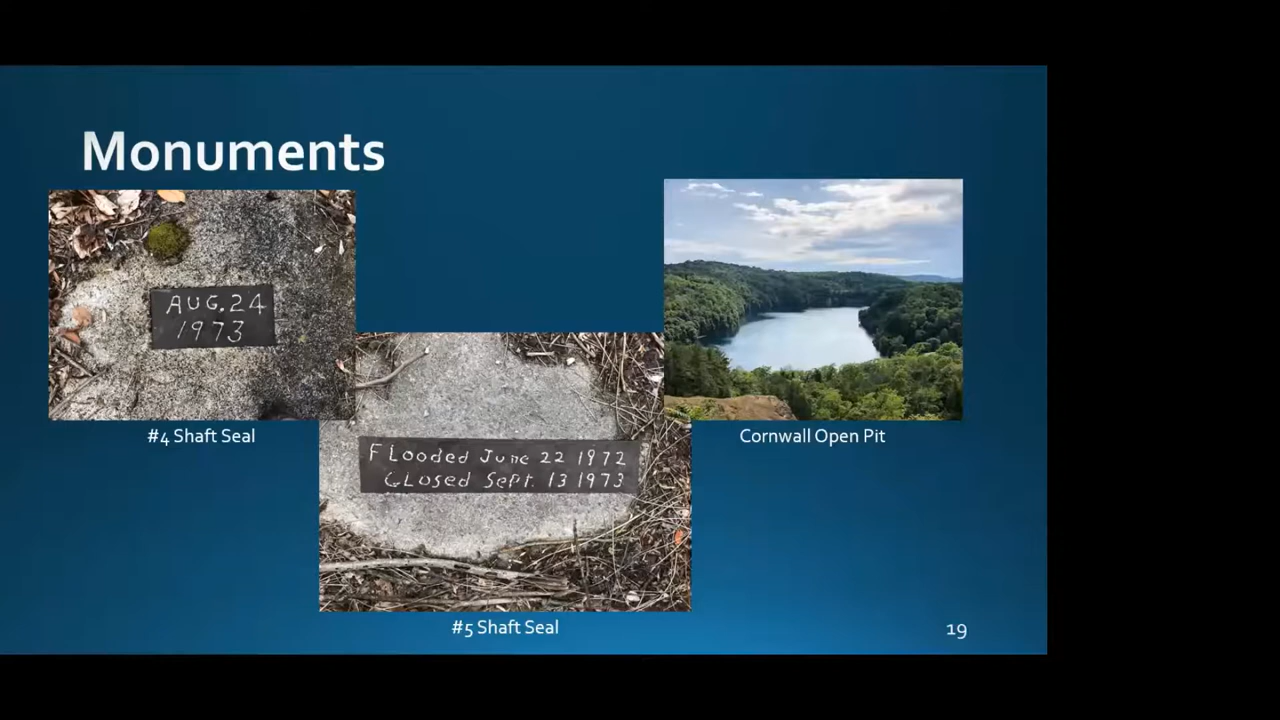 Monuments
AUG. 24
1973
#4 Shaft Seal
FLooded June 22 1972
CLosed Sept. 13 1973
#5 Shaft Seal
Cornwall Open Pit
19